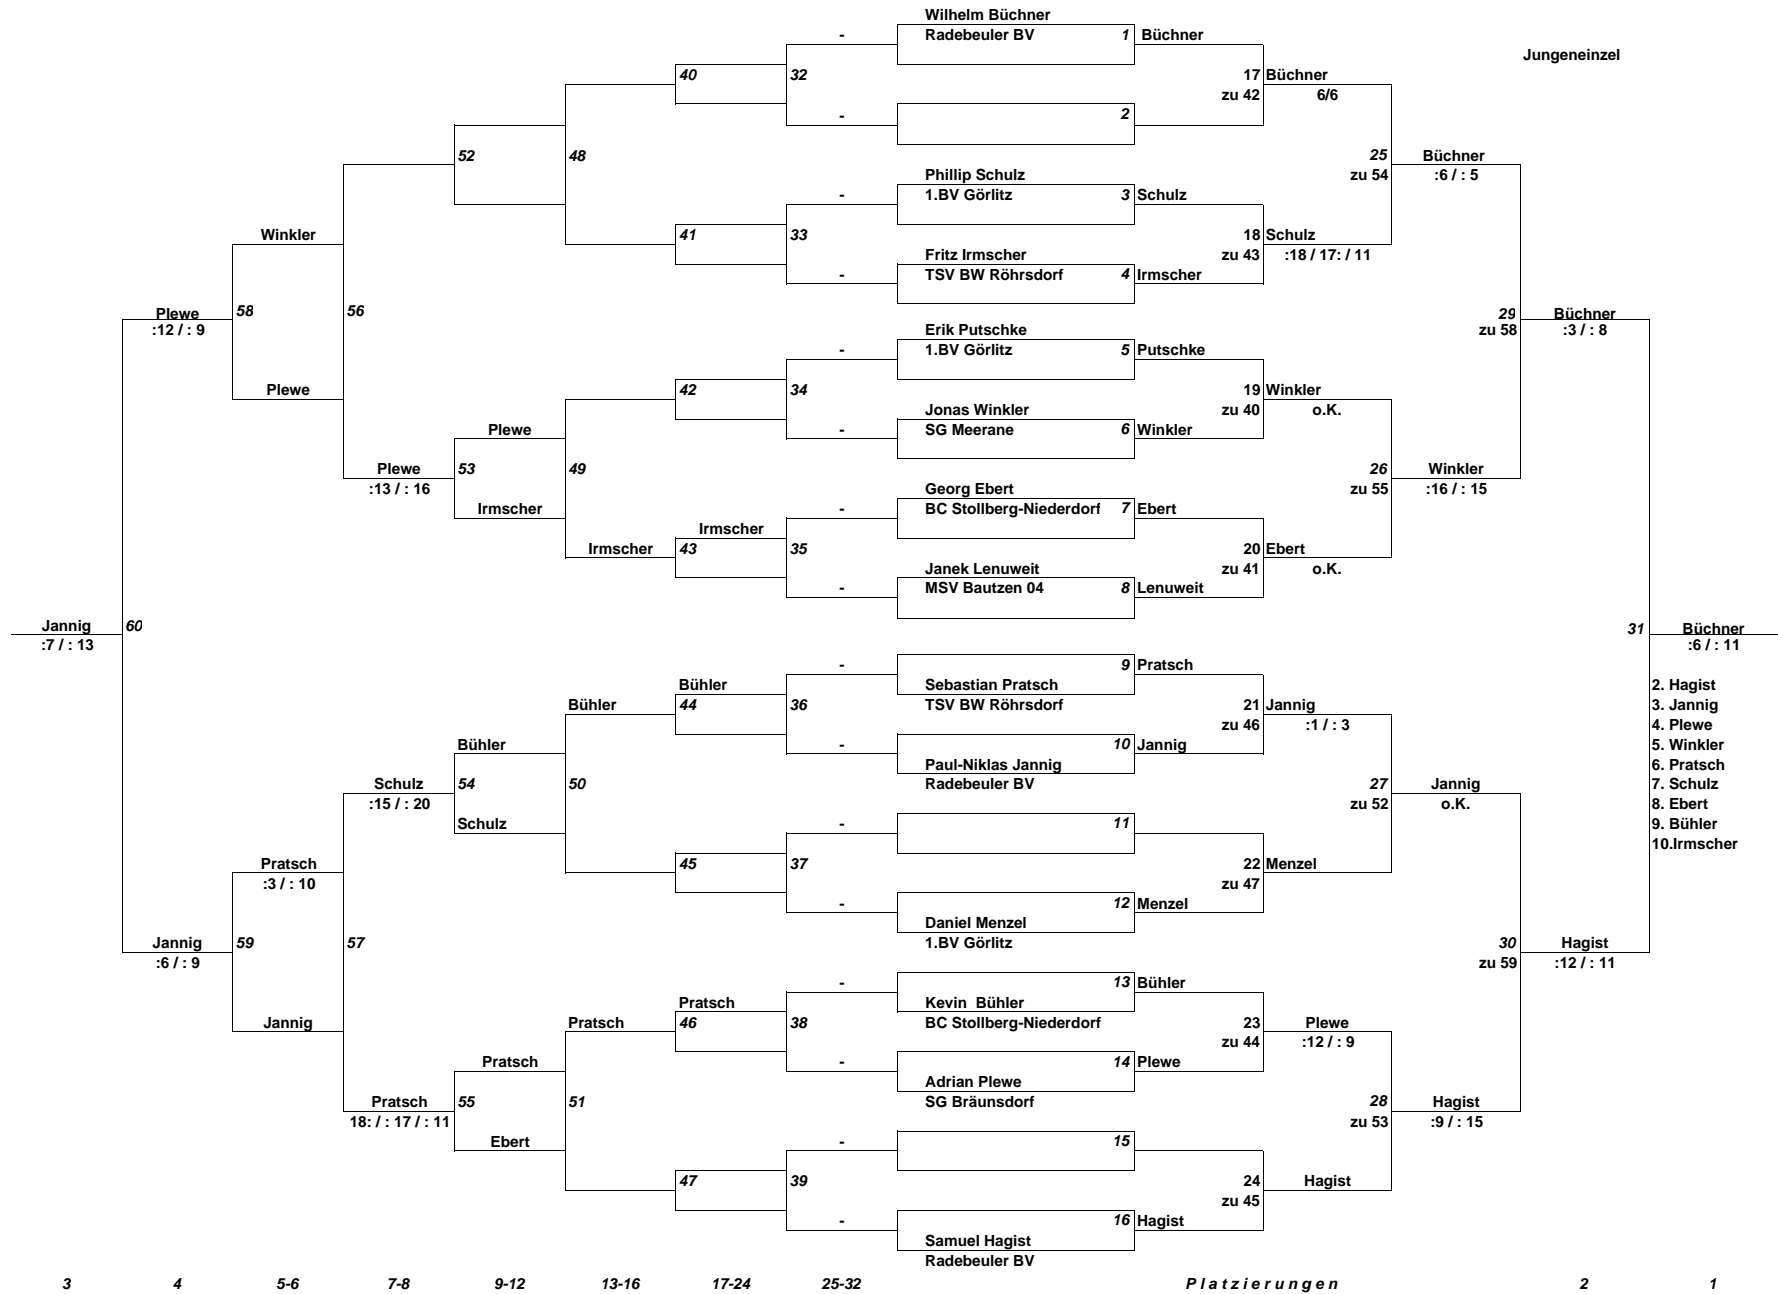 Wilhelm Büchner
- Radebeuler BV 1 Büchner
Jungeneinzel
40 32 17 Büchner
zu 42 6/6
- 2
52 48 25 Büchner
zu 54 :6 / : 5
Phillip Schulz
- 1.BV Görlitz 3 Schulz
Winkler 41 33 18 Schulz
zu 43 :18 / 17: / 11
Fritz Irmscher
- TSV BW Röhrsdorf 4 Irmscher
Plewe 58 56 29 Büchner
:12 / : 9 zu 58 :3 / : 8
Erik Putschke
- 1.BV Görlitz 5 Putschke
Plewe 42 34 19 Winkler
zu 40 o.K.
Jonas Winkler
Plewe - SG Meerane 6 Winkler
Plewe 53 49 26 Winkler
:13 / : 16 zu 55 :16 / : 15
Georg Ebert
Irmscher - BC Stollberg-Niederdorf 7 Ebert
Irmscher
Irmscher 43 35 20 Ebert
zu 41 o.K.
Janek Lenuweit
- MSV Bautzen 04 8 Lenuweit
Jannig 60 31 Büchner
:7 / : 13 :6 / : 11
- 9 Pratsch
Bühler Sebastian Pratsch 2. Hagist
Bühler 44 36 TSV BW Röhrsdorf 21 Jannig 3. Jannig
zu 46 :1 / : 3 4. Plewe
Bühler - 10 Jannig 5. Winkler
Paul-Niklas Jannig 6. Pratsch
Schulz 54 50 Radebeuler BV 27 Jannig 7. Schulz
:15 / : 20 zu 52 o.K. 8. Ebert
Schulz - 11 9. Bühler
10.Irmscher
Pratsch 45 37 22 Menzel
:3 / : 10 zu 47
- 12 Menzel
Daniel Menzel
Jannig 59 57 1.BV Görlitz 30 Hagist
:6 / : 9 zu 59 :12 / : 11
- 13 Bühler
Pratsch Kevin Bühler
Jannig Pratsch 46 38 BC Stollberg-Niederdorf 23 Plewe
zu 44 :12 / : 9
Pratsch - 14 Plewe
Adrian Plewe
Pratsch 55 51 SG Bräunsdorf 28 Hagist
18: / : 17 / : 11 zu 53 :9 / : 15
Ebert - 15
47 39 24 Hagist
zu 45
- 16 Hagist
Samuel Hagist
Radebeuler BV
3 4 5-6 7-8 9-12 13-16 17-24 25-32 Platzierungen 2 1